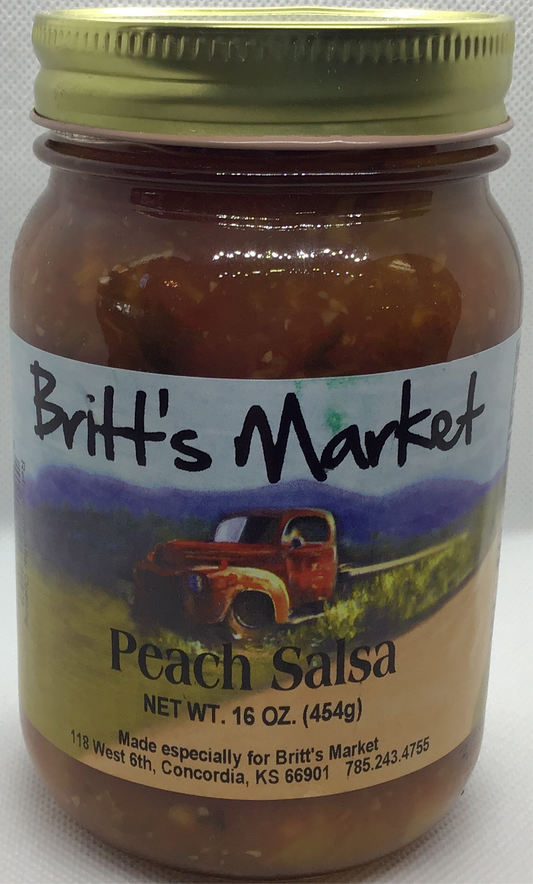 Britt's Market
Peach Salsa
NET WT. 16 OZ. (454g)
Made especially for Britt's Market
118 West 6th, Concordia, KS 66901 785.243.4755